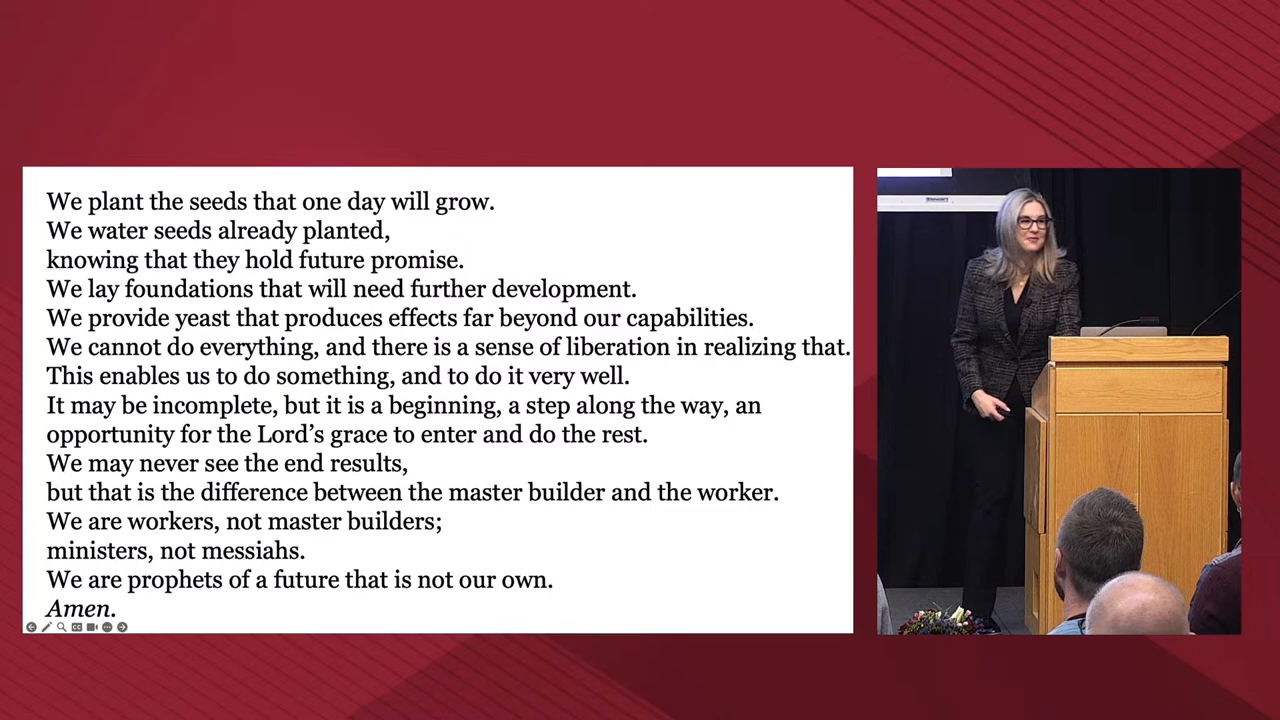 We plant the seeds that one day will grow.
We water seeds already planted,
knowing that they hold future promise.
We lay foundations that will need further development.
We provide yeast that produces effects far beyond our capabilities.
We cannot do everything, and there is a sense of liberation in realizing that.
This enables us to do something, and to do it very well.
It may be incomplete, but it is a beginning, a step along the way, an
opportunity for the Lord’s grace to enter and do the rest.
We may never see the end results,
but that is the difference between the master builder and the worker.
We are workers, not master builders;
ministers, not messiahs.
We are prophets of a future that is not our own.
Amen.